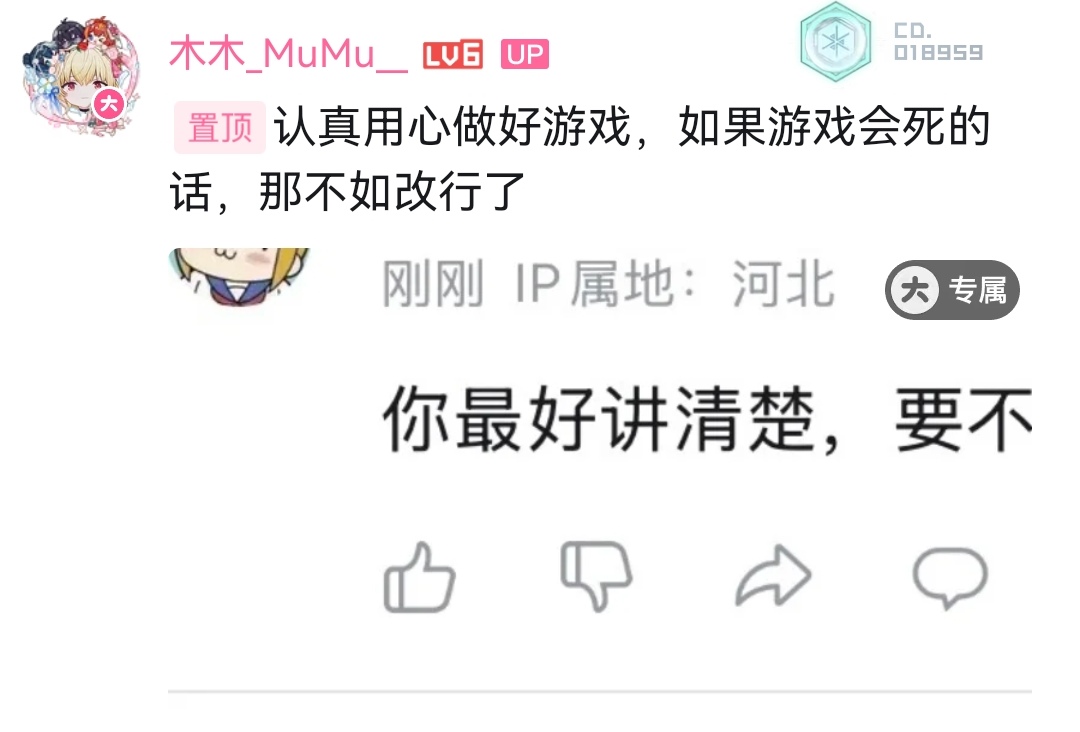 木木_MuMu__ LV6 UP
CD.
018959
大
置顶 认真用心做好游戏，如果游戏会死的
话，那不如改行了
刚刚 IP属地：河北
大 专属
你最好讲清楚，要不